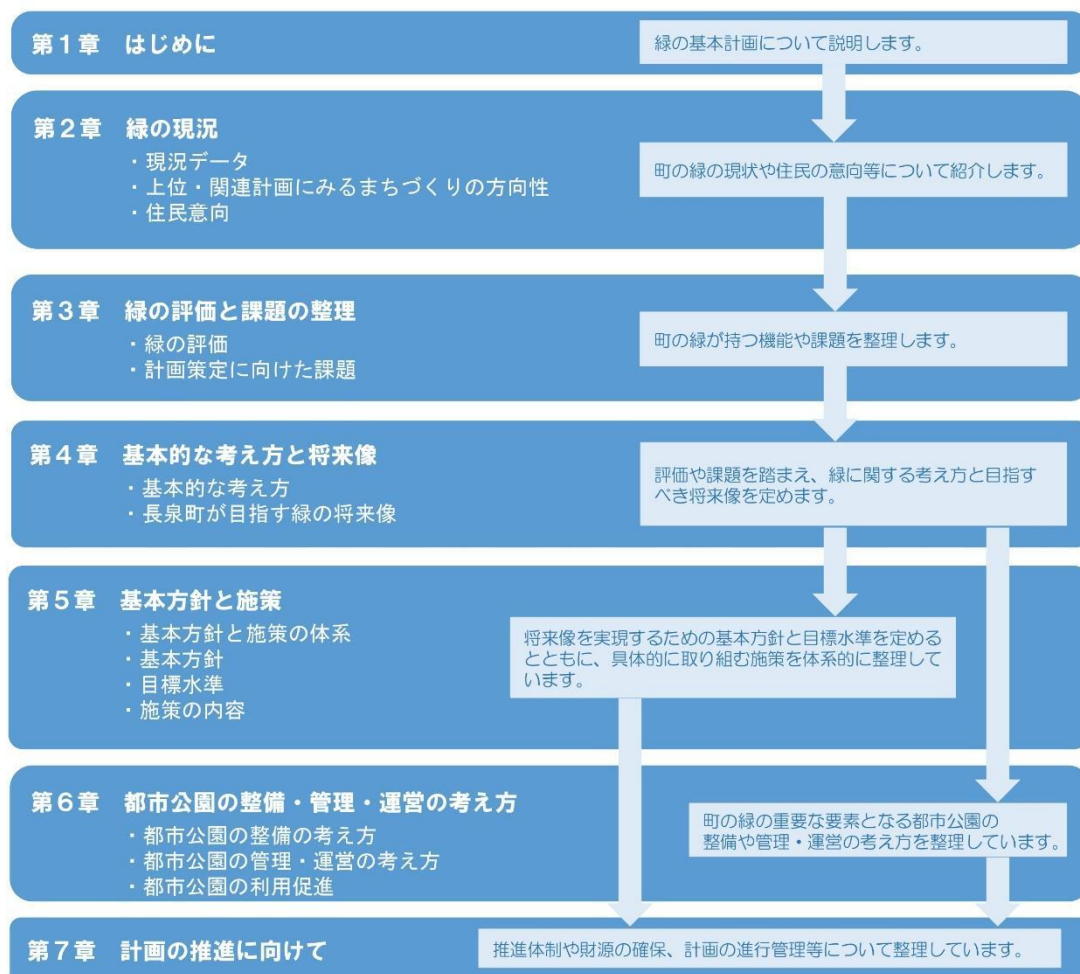 第１章　はじめに
緑の基本計画について説明します。
第２章　緑の現況
・現況データ
・上位・関連計画にみるまちづくりの方向性
・住民意向
町の緑の現状や住民の意向等について紹介します。
第３章　緑の評価と課題の整理
・緑の評価
・計画策定に向けた課題
町の緑が持つ機能や課題を整理します。
第４章　基本的な考え方と将来像
・基本的な考え方
・長泉町が目指す緑の将来像
評価や課題を踏まえ、緑に関する考え方と目指す
べき将来像を定めます。
第５章　基本方針と施策
・基本方針と施策の体系
・基本方針
・目標水準
・施策の内容
将来像を実現するための基本方針と目標水準を定める
とともに、具体的に取り組む施策を体系的に整理して
います。
第６章　都市公園の整備・管理・運営の考え方
・都市公園の整備の考え方
・都市公園の管理・運営の考え方
・都市公園の利用促進
町の緑の重要な要素となる都市公園の
整備や管理・運営の考え方を整理しています。
第７章　計画の推進に向けて
推進体制や財源の確保、計画の進行管理等について整理しています。